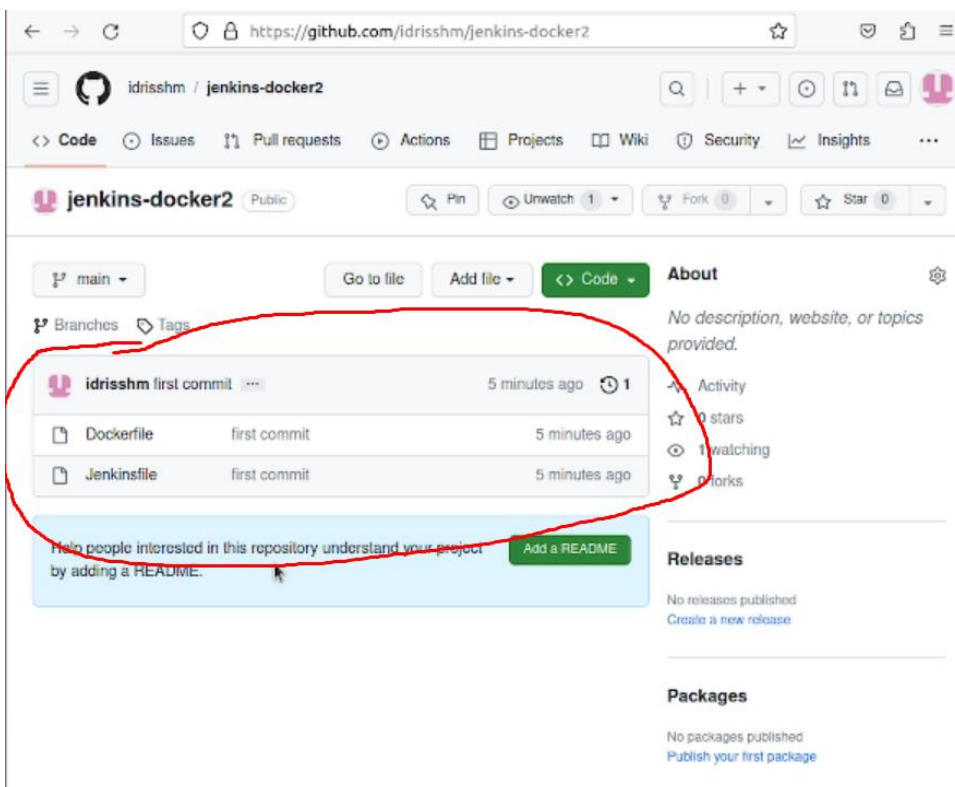 https://github.com/idrisshm/jenkins-docker2
idrisshm / jenkins-docker2
Code Issues Pull requests Actions Projects Wiki Security Insights ...
jenkins-docker2 Public Pin Unwatch 1 Fork 0 Star 0
main Go to file Add file Code
Branches Tags
idrisshm first commit ... 5 minutes ago 1
Dockerfile first commit 5 minutes ago
Jenkinsfile first commit 5 minutes ago
Help people interested in this repository understand your project
by adding a README.
Add a README
About
No description, website, or topics
provided.
Activity
0 stars
1 watching
0 forks
Releases
No releases published
Create a new release
Packages
No packages published
Publish your first package